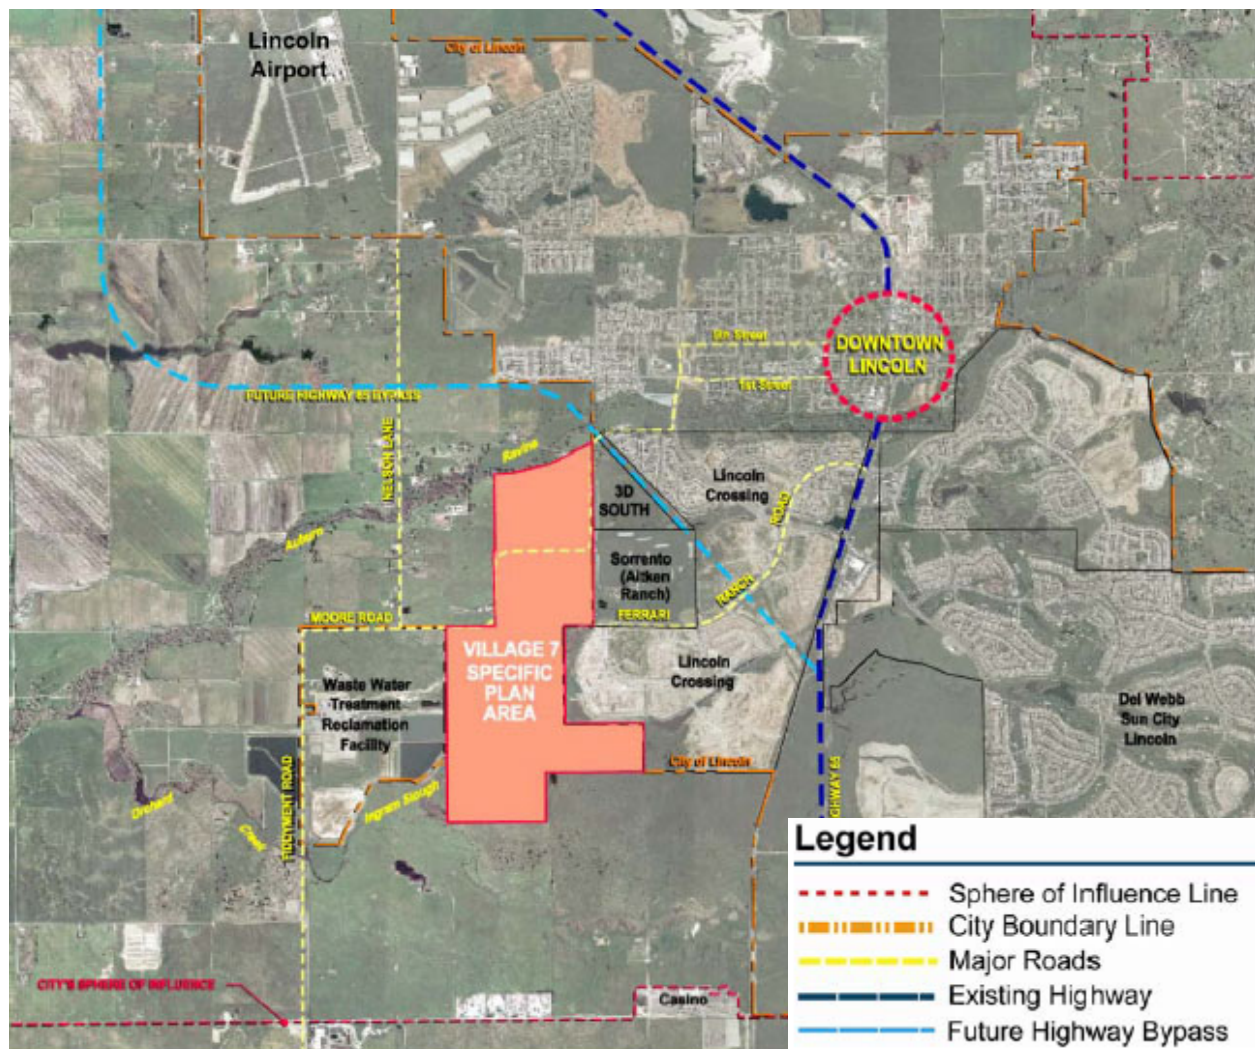 Lincoln
Airport
City of Lincoln
5th Street
DOWNTOWN
LINCOLN
1st Street
FUTURE HIGHWAY 65 BYPASS
NELSON LANE
Ravine
Auburn
Lincoln
Crossing
3D
SOUTH
ROAD
Sorrento
(Aitken
Ranch)
RANCH
FERRARI
MOORE ROAD
VILLAGE 7
SPECIFIC
PLAN
AREA
Lincoln
Crossing
Waste Water
Treatment
Reclamation
Facility
Del Webb
Sun City
Lincoln
City of Lincoln
HIGHWAY 65
Orchard
Creek
FIDDYMENT ROAD
Ingram Slough
CITY'S SPHERE OF INFLUENCE
Casino
Legend
Sphere of Influence Line
City Boundary Line
Major Roads
Existing Highway
Future Highway Bypass